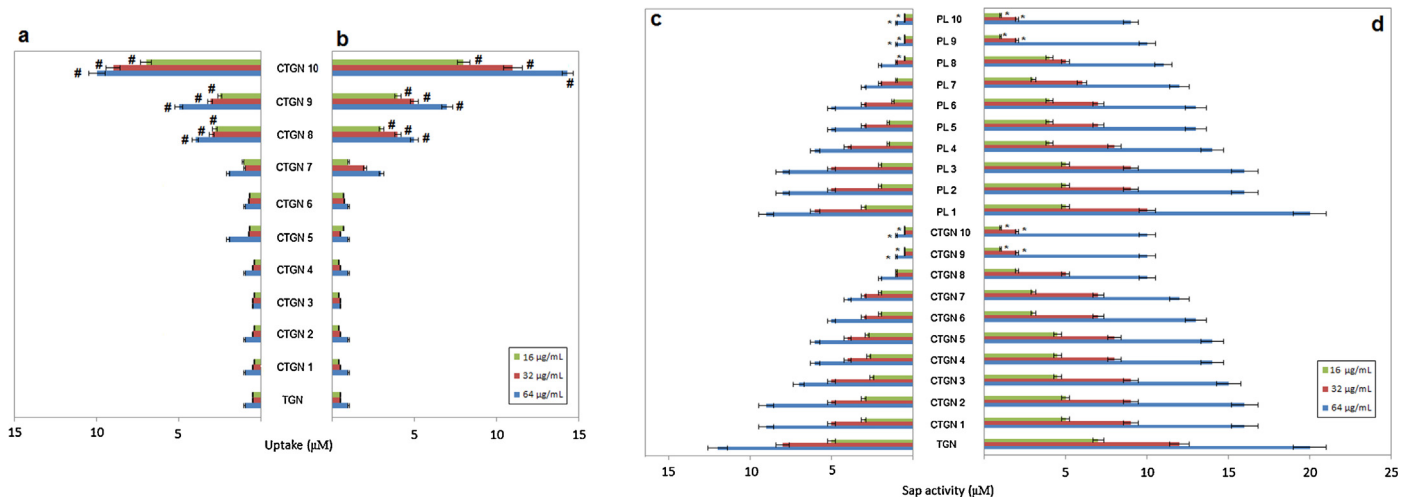 a
b
#
#
#
#
#
#
CTGN 10
#
#
#
#
#
CTGN 9
#
#
#
#
#
CTGN 8
#
#
CTGN 7
CTGN 6
CTGN 5
CTGN 4
CTGN 3
CTGN 2
CTGN 1
TGN
16 µg/mL
32 µg/mL
64 µg/mL
15
10
5
5
10
15
Uptake (µM)
c
d
* * PL 10 * *
* * PL 9 * *
* PL 8
PL 7
PL 6
PL 5
PL 4
PL 3
PL 2
PL 1
* * CTGN 10 * *
* * CTGN 9 * *
CTGN 8
CTGN 7
CTGN 6
CTGN 5
CTGN 4
CTGN 3
CTGN 2
CTGN 1
TGN
16 µg/mL
32 µg/mL
64 µg/mL
15
10
5
5
10
15
20
25
Sap activity (µM)